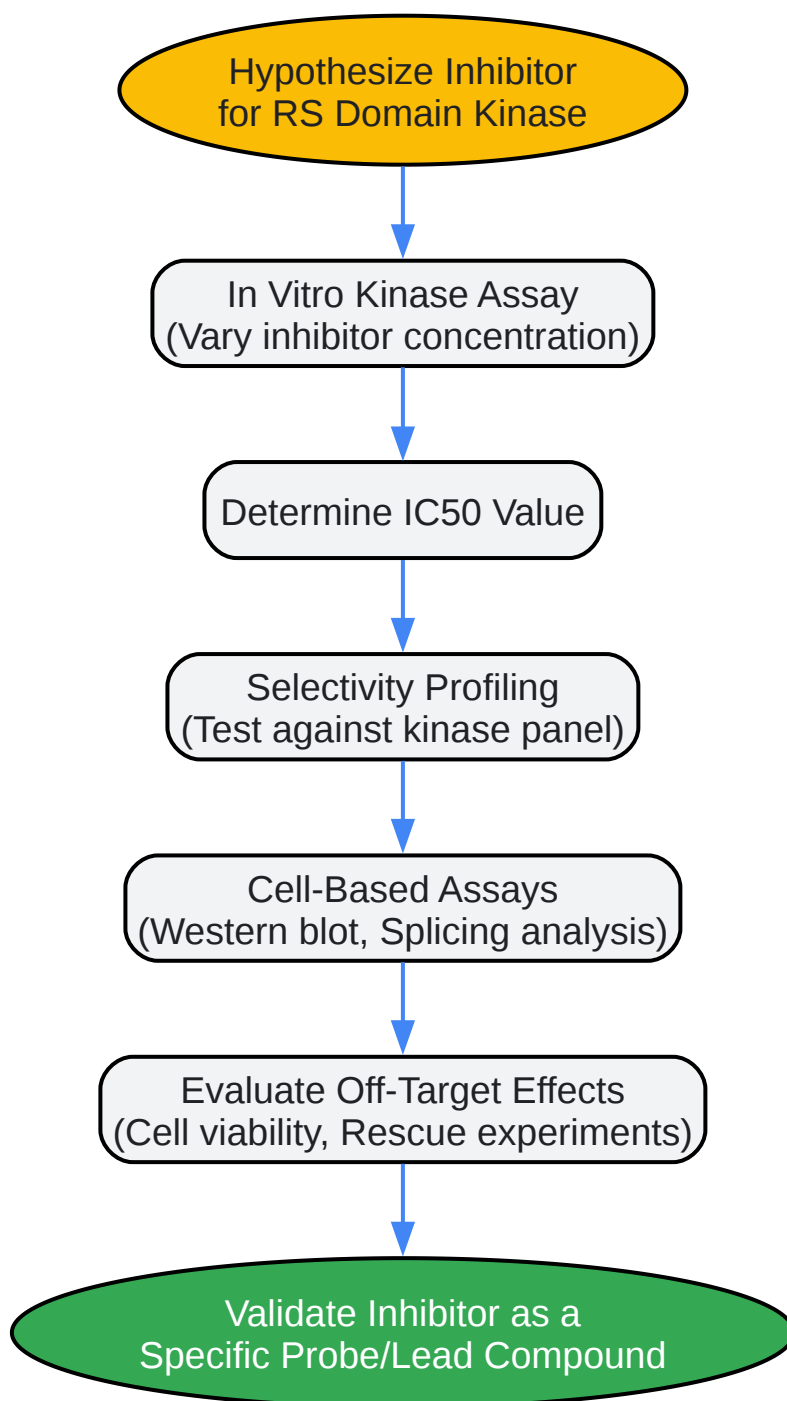 Hypothesize Inhibitor
for RS Domain Kinase
In Vitro Kinase Assay
(Vary inhibitor concentration)
Determine IC50 Value
Selectivity Profiling
(Test against kinase panel)
Cell-Based Assays
(Western blot, Splicing analysis)
Evaluate Off-Target Effects
(Cell viability, Rescue experiments)
Validate Inhibitor as a
Specific Probe/Lead Compound